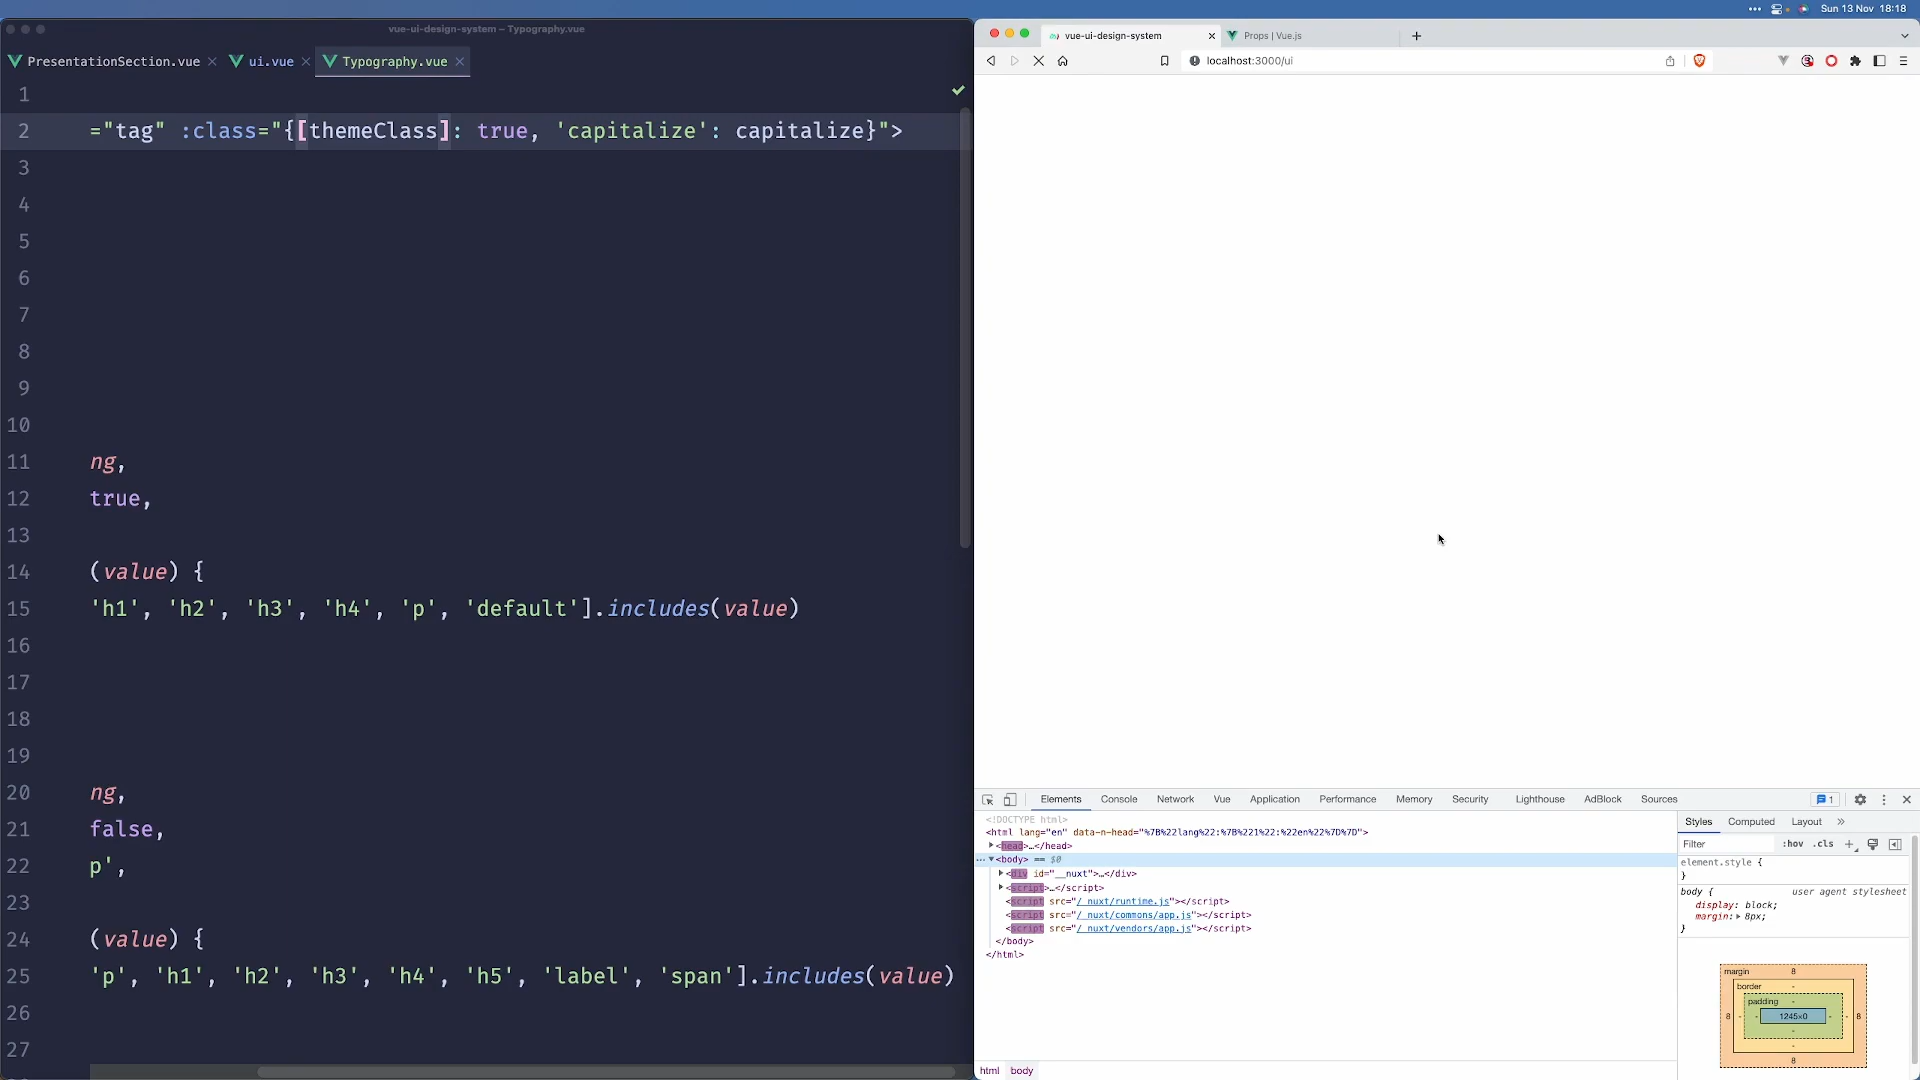 Sun 13 Nov 18:18
vue-ui-design-system – Typography.vue
PresentationSection.vue
ui.vue
Typography.vue
1
2 ="tag" :class="{[themeClass]: true, 'capitalize': capitalize}">
3
4
5
6
7
8
9
10
11 ng,
12 true,
13
14 (value) {
15 'h1', 'h2', 'h3', 'h4', 'p', 'default'].includes(value)
16
17
18
19
20 ng,
21 false,
22 p',
23
24 (value) {
25 'p', 'h1', 'h2', 'h3', 'h4', 'h5', 'label', 'span'].includes(value)
26
27
vue-ui-design-system
Props | Vue.js
localhost:3000/ui
Elements Console Network Vue Application Performance Memory Security Lighthouse AdBlock Sources 1
<!DOCTYPE html>
<html lang="en" data-n-head="%7B%22lang%22:%7B%221%22:%22en%22%7D%7D">
<head>…</head>
<body> == $0
<div id="__nuxt">…</div>
<script>…</script>
<script src="/_nuxt/runtime.js"></script>
<script src="/_nuxt/commons/app.js"></script>
<script src="/_nuxt/vendors/app.js"></script>
</body>
</html>
html body
Styles Computed Layout
Filter :hov .cls
element.style {
}
body { user agent stylesheet
display: block;
margin: 8px;
}
margin 8
border -
padding -
8 - - 1245×0 - - 8
-
-
8